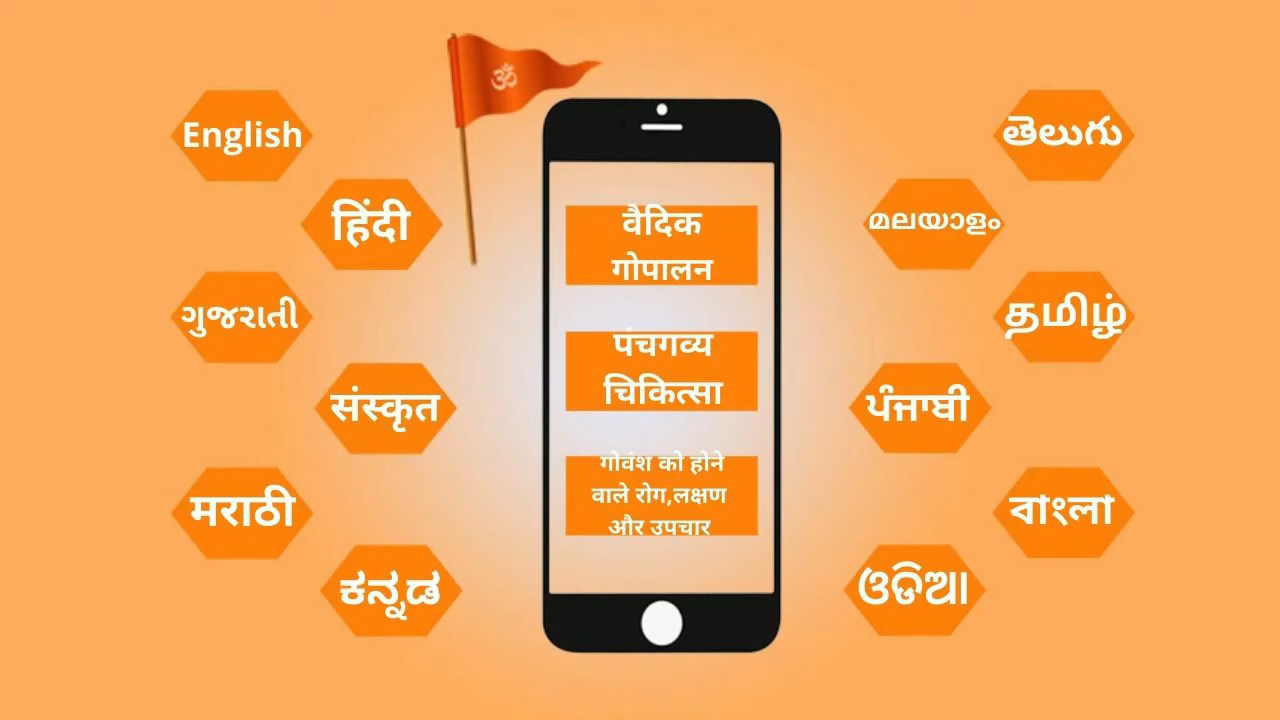 ॐ
English
हिंदी
ગુજરાતી
संस्कृत
मराठी
ಕನ್ನಡ
वैदिक
गोपालन
पंचगव्य
चिकित्सा
गोवंश को होने
वाले रोग,लक्षण
और उपचार
తెలుగు
മലയാളം
தமிழ்
ਪੰਜਾਬੀ
বাংলা
ଓଡିଆ